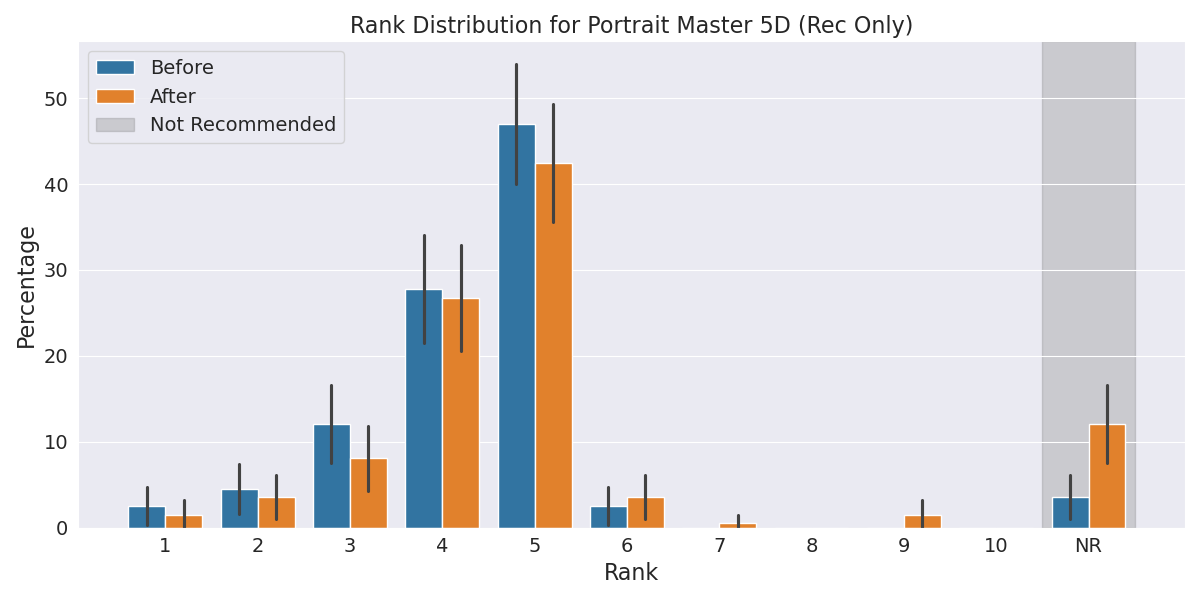 Rank Distribution for Portrait Master 5D (Rec Only)
Before
After
Not Recommended
Percentage
50
40
30
20
10
0
1 2 3 4 5 6 7 8 9 10 NR
Rank